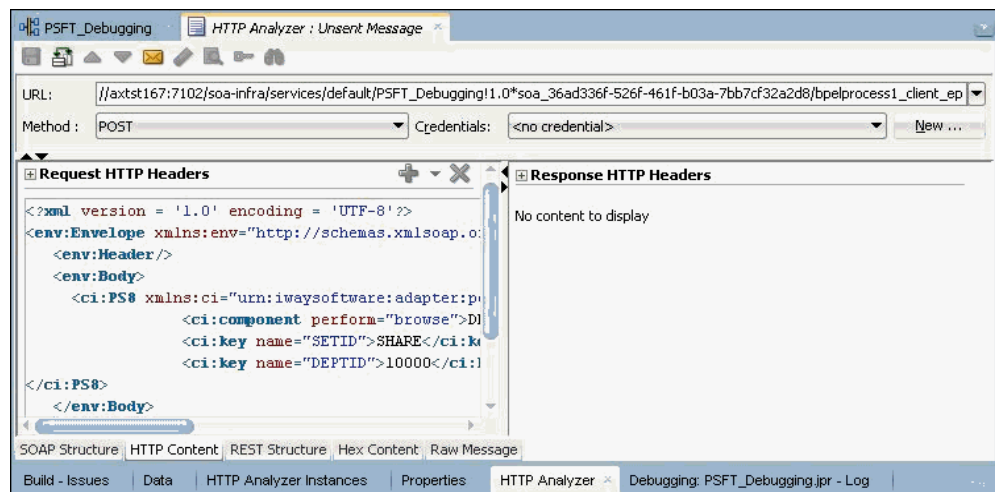 PSFT_Debugging HTTP Analyzer : Unsent Message
URL: //axtst167:7102/soa-infra/services/default/PSFT_Debugging!1.0*soa_36ad336f-526f-461f-b03a-7bb7cf32a2d8/bpelprocess1_client_ep
Method : POST Credentials: <no credential> New ...
Request HTTP Headers
<?xml version = '1.0' encoding = 'UTF-8'?>
<env:Envelope xmlns:env="http://schemas.xmlsoap.o
<env:Header/>
<env:Body>
<ci:PS8 xmlns:ci="urn:iwaysoftware:adapter:p
<ci:component perform="browse">D
<ci:key name="SETID">SHARE</ci:k
<ci:key name="DEPTID">10000</ci:
</ci:PS8>
</env:Body>
Response HTTP Headers
No content to display
SOAP Structure HTTP Content REST Structure Hex Content Raw Message
Build - Issues Data HTTP Analyzer Instances Properties HTTP Analyzer Debugging: PSFT_Debugging.jpr - Log